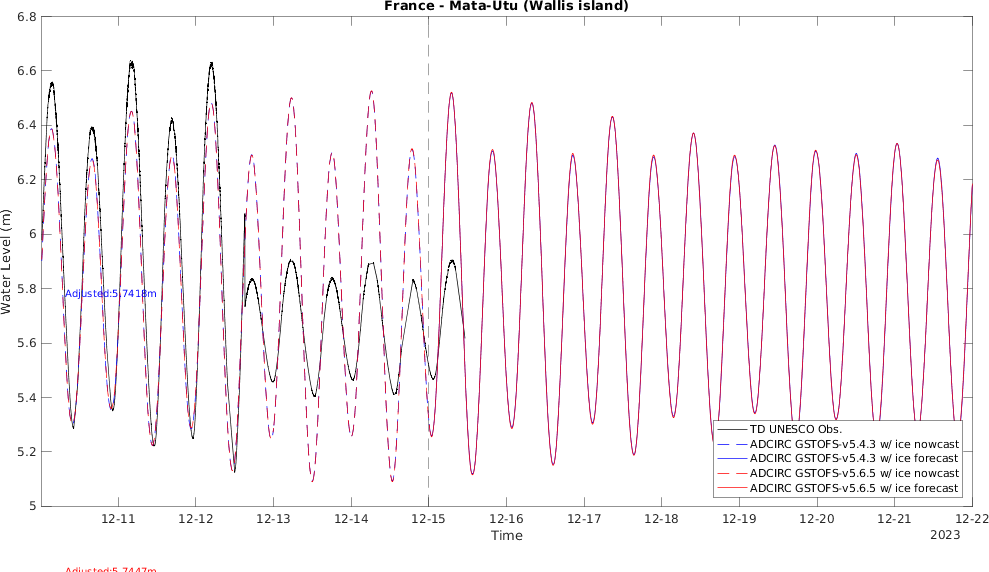 France - Mata-Utu (Wallis island)
6.8
6.6
6.4
6.2
6
5.8
5.6
5.4
5.2
5
Water Level (m)
Adjusted:5.7418m
TD UNESCO Obs.
ADCIRC GSTOFS-v5.4.3 w/ ice nowcast
ADCIRC GSTOFS-v5.4.3 w/ ice forecast
ADCIRC GSTOFS-v5.6.5 w/ ice nowcast
ADCIRC GSTOFS-v5.6.5 w/ ice forecast
12-11 12-12 12-13 12-14 12-15 12-16 12-17 12-18 12-19 12-20 12-21 12-22
Time
2023
Adjusted:5.7447m